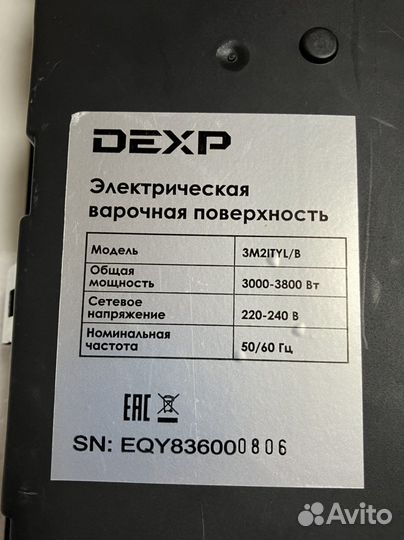 DEXP
Электрическая
варочная поверхность
Модель 3M2ITYL/B
Общая
мощность 3000-3800 Вт
Сетевое
напряжение 220-240 В
Номинальная
частота 50/60 Гц
EAC
SN: EQY836000806
Avito